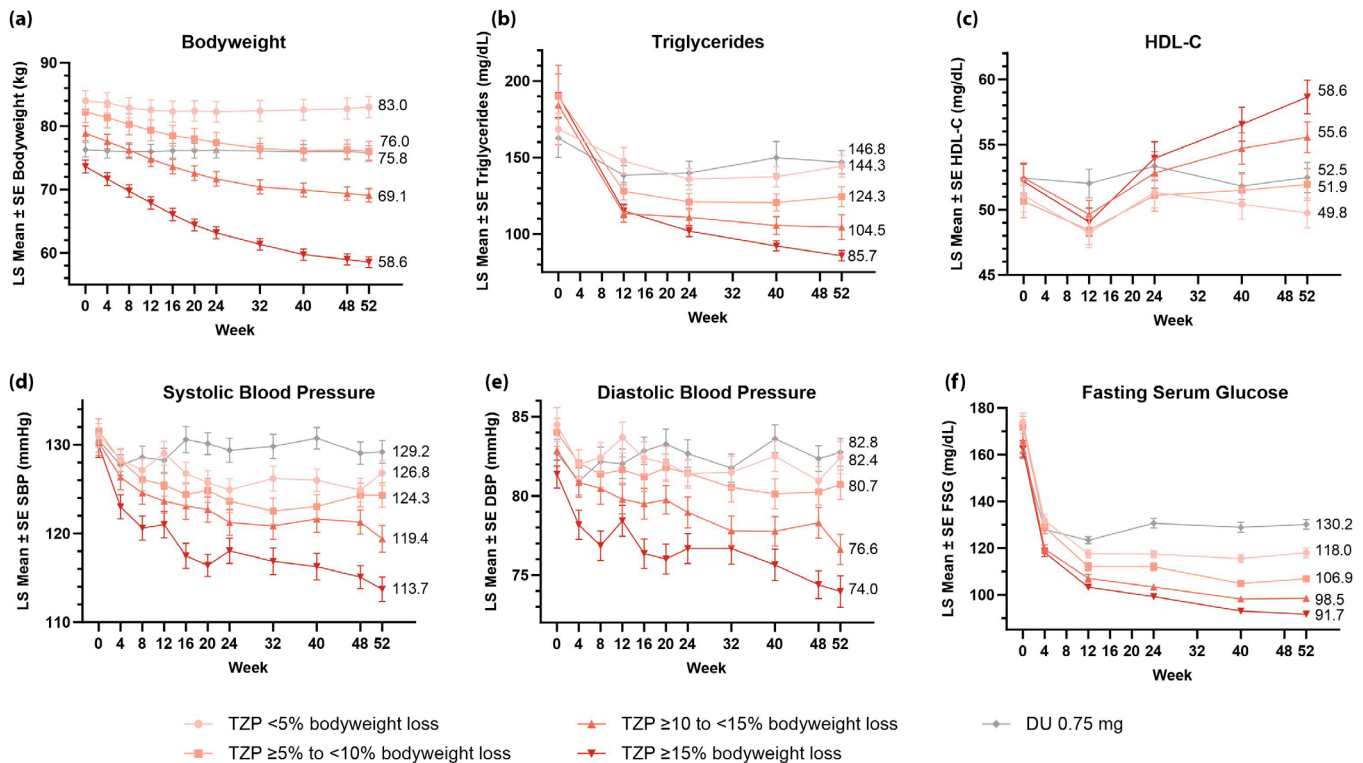 (a)
Bodyweight
LS Mean ± SE Bodyweight (kg)
90
80
70
60
83.0
76.0
75.8
69.1
58.6
0 4 8 12 16 20 24 32 40 48 52
Week
(b)
Triglycerides
LS Mean ± SE Triglycerides (mg/dL)
200
150
100
146.8
144.3
124.3
104.5
85.7
0 4 8 12 16 20 24 32 40 48 52
Week
(c)
HDL-C
LS Mean ± SE HDL-C (mg/dL)
60
55
50
45
58.6
55.6
52.5
51.9
49.8
0 4 8 12 16 20 24 32 40 48 52
Week
(d)
Systolic Blood Pressure
LS Mean ± SE SBP (mmHg)
130
120
110
129.2
126.8
124.3
119.4
113.7
0 4 8 12 16 20 24 32 40 48 52
Week
(e)
Diastolic Blood Pressure
LS Mean ± SE DBP (mmHg)
85
80
75
82.8
82.4
80.7
76.6
74.0
0 4 8 12 16 20 24 32 40 48 52
Week
(f)
Fasting Serum Glucose
LS Mean ± SE FSG (mg/dL)
180
160
140
120
100
130.2
118.0
106.9
98.5
91.7
0 4 8 12 16 20 24 32 40 48 52
Week
TZP <5% bodyweight loss
TZP ≥10 to <15% bodyweight loss
DU 0.75 mg
TZP ≥5% to <10% bodyweight loss
TZP ≥15% bodyweight loss